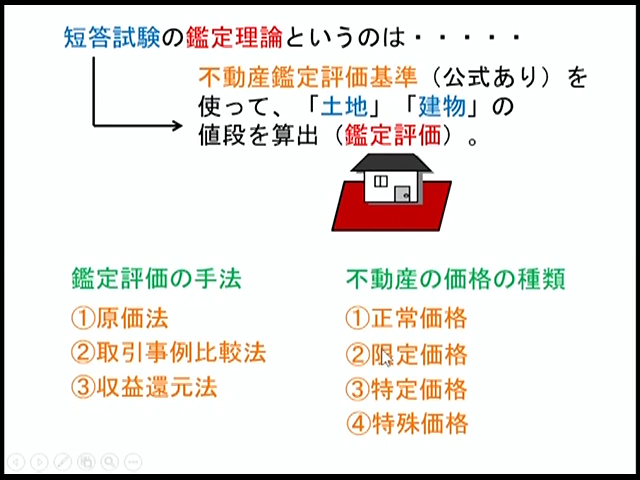 短答試験の鑑定理論というのは・・・・・
不動産鑑定評価基準（公式あり）を
使って、「土地」「建物」の
値段を算出（鑑定評価）。
鑑定評価の手法
①原価法
②取引事例比較法
③収益還元法
不動産の価格の種類
①正常価格
②限定価格
③特定価格
④特殊価格